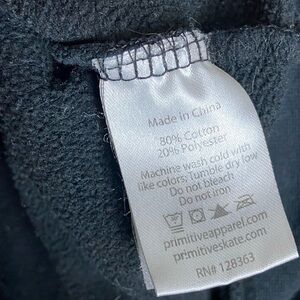 Made in China
80% Cotton
20% Polyester
Machine wash cold with
like colors; Tumble dry low
Do not bleach
Do not iron
primitiveapparel.com
primitiveskate.com
RN# 128363